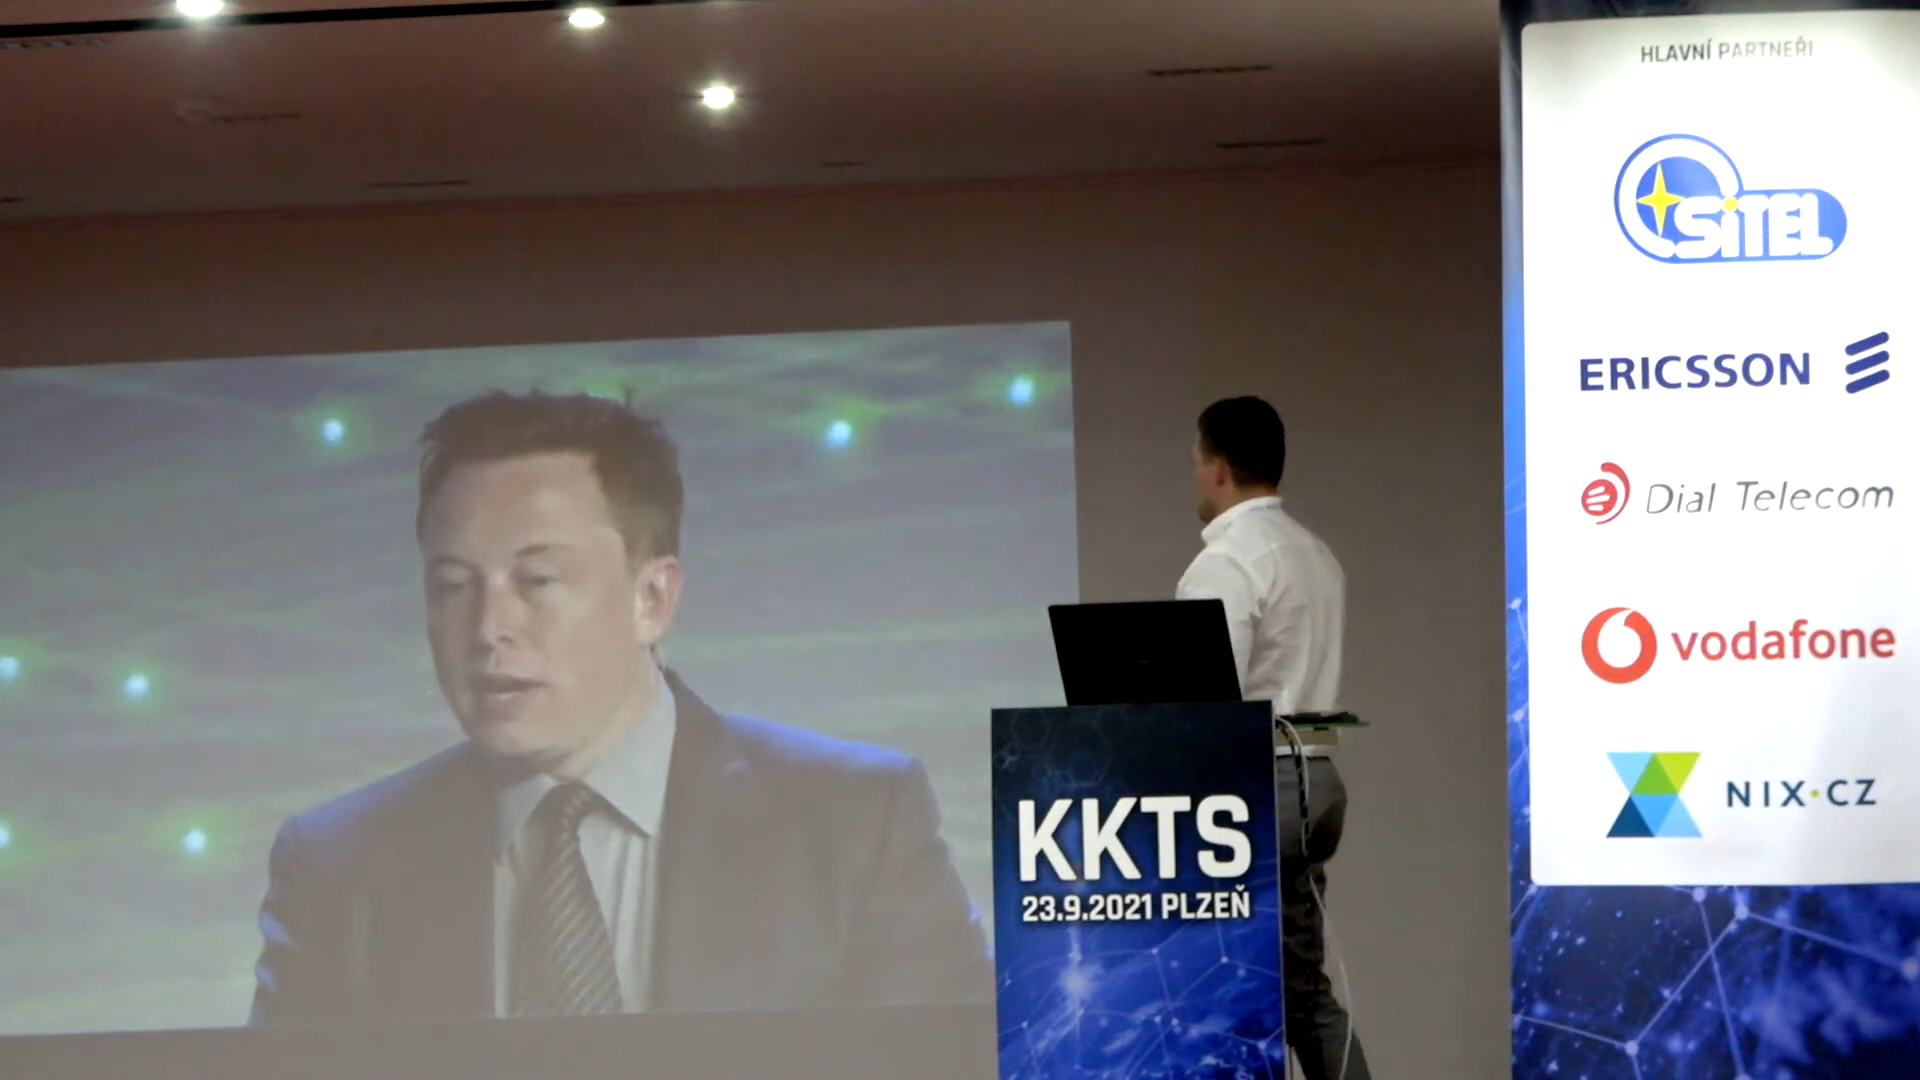 HLAVNÍ PARTNEŘI
SiTEL
ERICSSON
Dial Telecom
vodafone
NIX·CZ
KKTS
23.9.2021 PLZEŇ